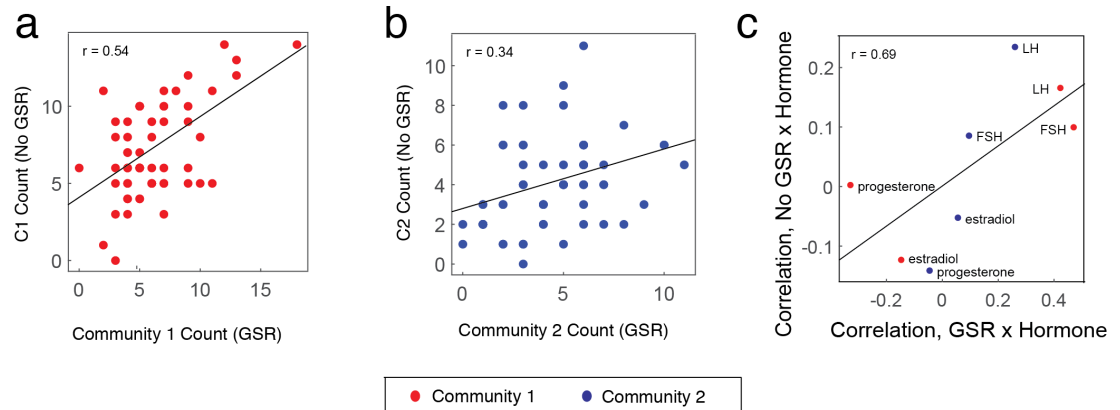 a
r = 0.54
C1 Count (No GSR)
10
5
0
0
5
10
15
Community 1 Count (GSR)
b
r = 0.34
C2 Count (No GSR)
10
8
6
4
2
0
0
5
10
Community 2 Count (GSR)
c
r = 0.69
Correlation, No GSR x Hormone
0.2
0.1
0
-0.1
LH
LH
FSH
FSH
progesterone
estradiol
estradiol
progesterone
-0.2
0
0.2
0.4
Correlation, GSR x Hormone
Community 1
Community 2